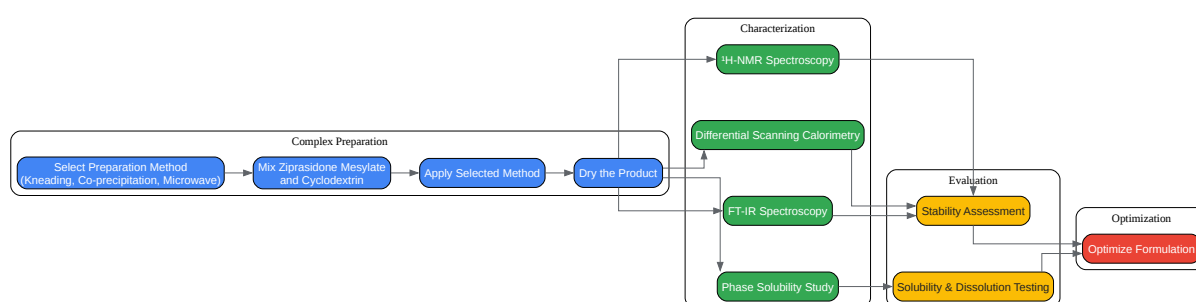 Complex Preparation
Select Preparation Method
(Kneading, Co-precipitation, Microwave)
Mix Ziprasidone Mesylate
and Cyclodextrin
Apply Selected Method
Dry the Product
Characterization
¹H-NMR Spectroscopy
Differential Scanning Calorimetry
FT-IR Spectroscopy
Phase Solubility Study
Evaluation
Stability Assessment
Solubility & Dissolution Testing
Optimization
Optimize Formulation